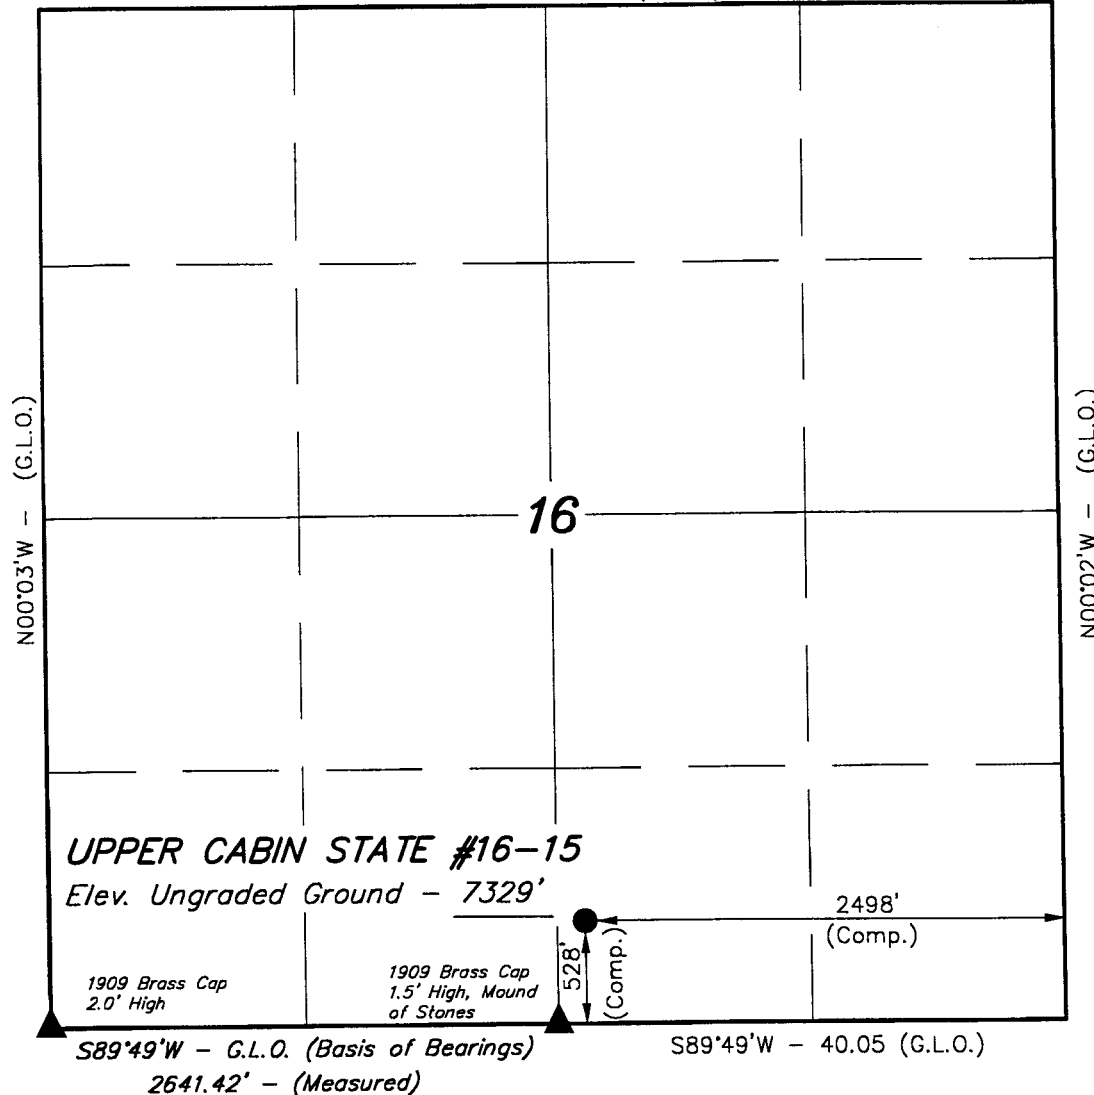 N00°03'W – (G.L.O.)
N00°02'W – (G.L.O.)
16
UPPER CABIN STATE #16–15
Elev. Ungraded Ground – 7329'
2498'
(Comp.)
528'
(Comp.)
1909 Brass Cap
2.0' High
1909 Brass Cap
1.5' High, Mound
of Stones
S89°49'W – G.L.O. (Basis of Bearings)
2641.42' – (Measured)
S89°49'W – 40.05 (G.L.O.)